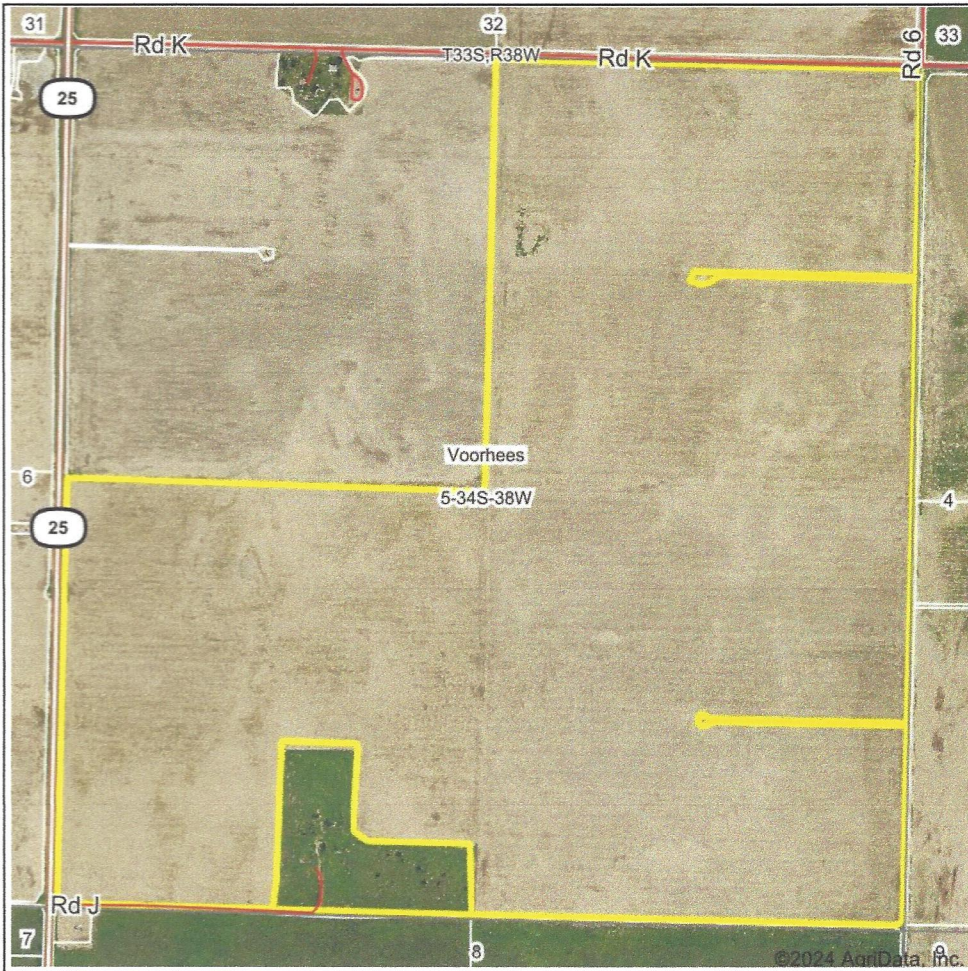 31
32
33
Rd K
T33S,R38W
Rd K
Rd 6
25
Voorhees
6
5-34S-38W
4
25
Rd J
7
8
9
©2024 AgriData, Inc.